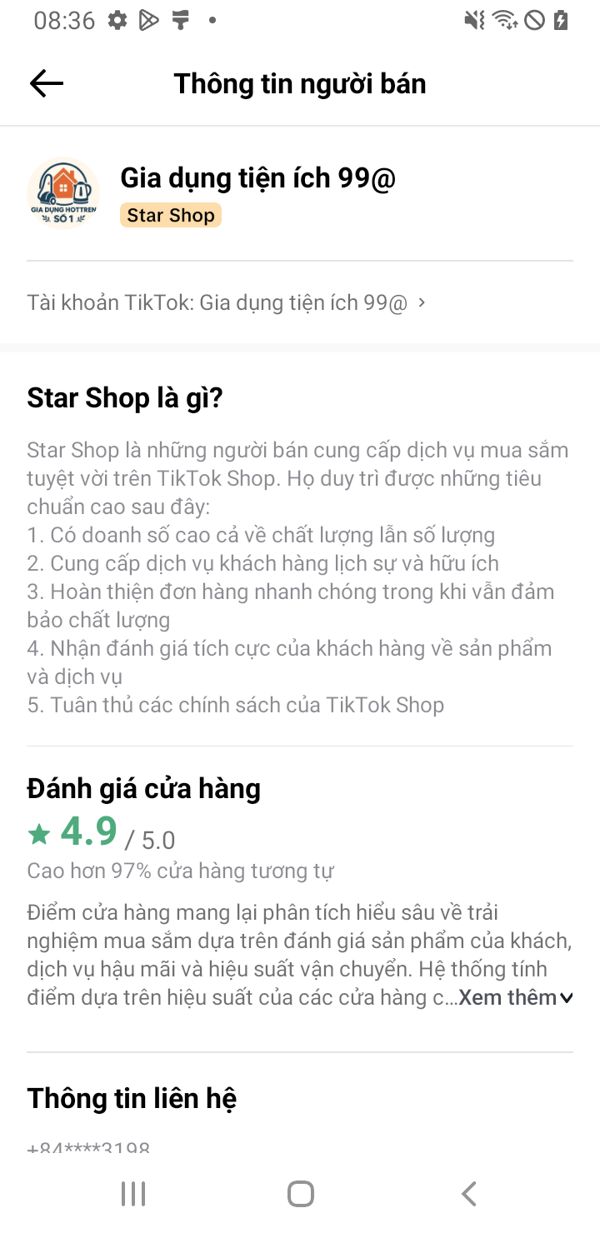 08:36
Thông tin người bán
GIA DỤNG HOTTREN
SỐ 1
Gia dụng tiện ích 99@
Star Shop
Tài khoản TikTok: Gia dụng tiện ích 99@ ›
Star Shop là gì?
Star Shop là những người bán cung cấp dịch vụ mua sắm
tuyệt vời trên TikTok Shop. Họ duy trì được những tiêu
chuẩn cao sau đây:
1. Có doanh số cao cả về chất lượng lẫn số lượng
2. Cung cấp dịch vụ khách hàng lịch sự và hữu ích
3. Hoàn thiện đơn hàng nhanh chóng trong khi vẫn đảm
bảo chất lượng
4. Nhận đánh giá tích cực của khách hàng về sản phẩm
và dịch vụ
5. Tuân thủ các chính sách của TikTok Shop
Đánh giá cửa hàng
4.9 / 5.0
Cao hơn 97% cửa hàng tương tự
Điểm cửa hàng mang lại phân tích hiểu sâu về trải
nghiệm mua sắm dựa trên đánh giá sản phẩm của khách,
dịch vụ hậu mãi và hiệu suất vận chuyển. Hệ thống tính
điểm dựa trên hiệu suất của các cửa hàng c...Xem thêm
Thông tin liên hệ
+84****3198